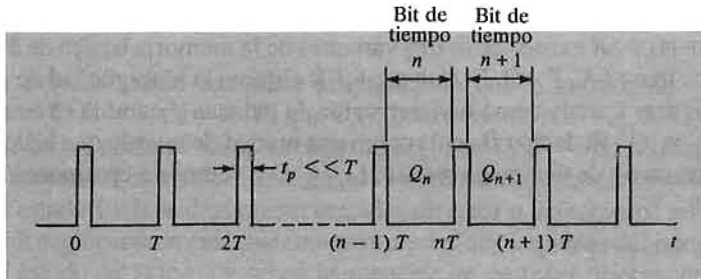 Bit de tiempo n
Bit de tiempo n + 1
t_p << T
Q_n
Q_{n+1}
0 T 2T (n − 1) T nT (n + 1) T t